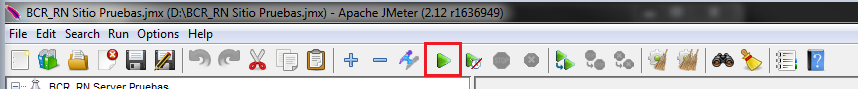 BCR_RN Sitio Pruebas.jmx (D:\BCR_RN Sitio Pruebas.jmx) - Apache JMeter (2.12 r1636949)
File Edit Search Run Options Help
STOP
BCR_RN Server Pruebas